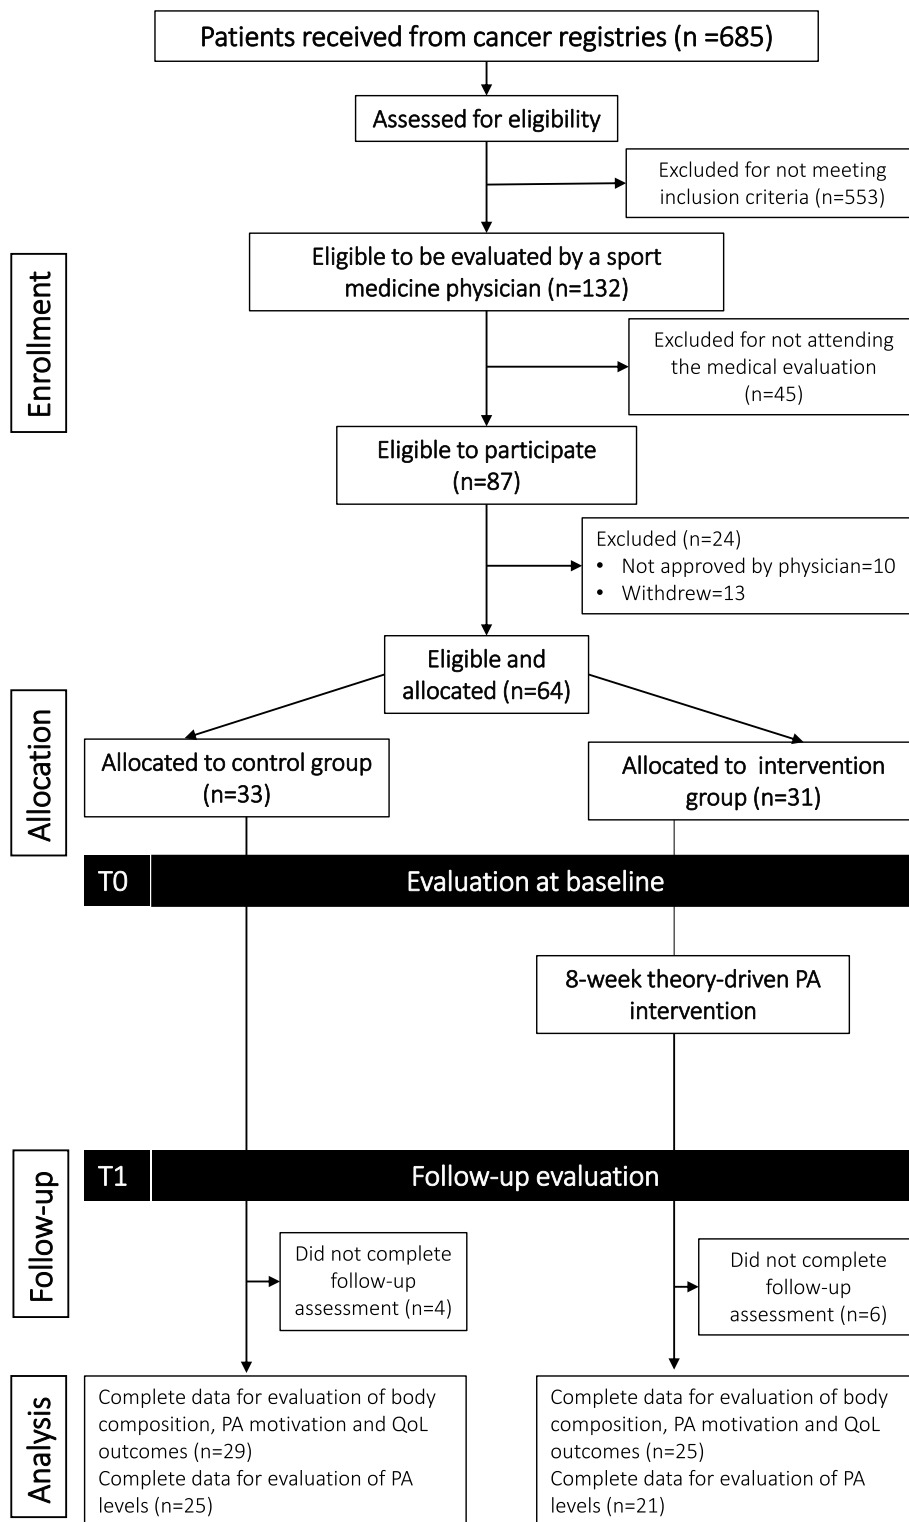 Patients received from cancer registries (n =685)
Assessed for eligibility
Excluded for not meeting
inclusion criteria (n=553)
Enrollment
Eligible to be evaluated by a sport
medicine physician (n=132)
Excluded for not attending
the medical evaluation
(n=45)
Eligible to participate
(n=87)
Excluded (n=24)
• Not approved by physician=10
• Withdrew=13
Eligible and
allocated (n=64)
Allocation
Allocated to control group
(n=33)
Allocated to intervention
group (n=31)
T0 Evaluation at baseline
8-week theory-driven PA
intervention
Follow-up
T1 Follow-up evaluation
Did not complete
follow-up
assessment (n=4)
Did not complete
follow-up
assessment (n=6)
Analysis
Complete data for evaluation of body
composition, PA motivation and QoL
outcomes (n=29)
Complete data for evaluation of PA
levels (n=25)
Complete data for evaluation of body
composition, PA motivation and QoL
outcomes (n=25)
Complete data for evaluation of PA
levels (n=21)